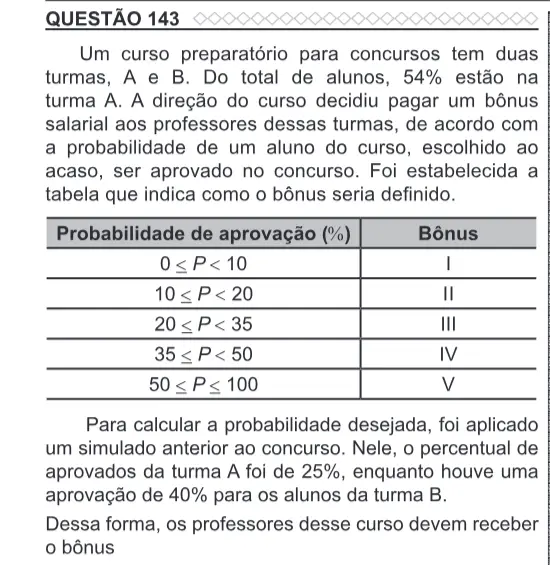 QUESTÃO 143
Um curso preparatório para concursos tem duas
turmas, A e B. Do total de alunos, 54% estão na
turma A. A direção do curso decidiu pagar um bônus
salarial aos professores dessas turmas, de acordo com
a probabilidade de um aluno do curso, escolhido ao
acaso, ser aprovado no concurso. Foi estabelecida a
tabela que indica como o bônus seria definido.
Probabilidade de aprovação (%) Bônus
0 ≤ P < 10 I
10 ≤ P < 20 II
20 ≤ P < 35 III
35 ≤ P < 50 IV
50 ≤ P ≤ 100 V
Para calcular a probabilidade desejada, foi aplicado
um simulado anterior ao concurso. Nele, o percentual de
aprovados da turma A foi de 25%, enquanto houve uma
aprovação de 40% para os alunos da turma B.
Dessa forma, os professores desse curso devem receber
o bônus